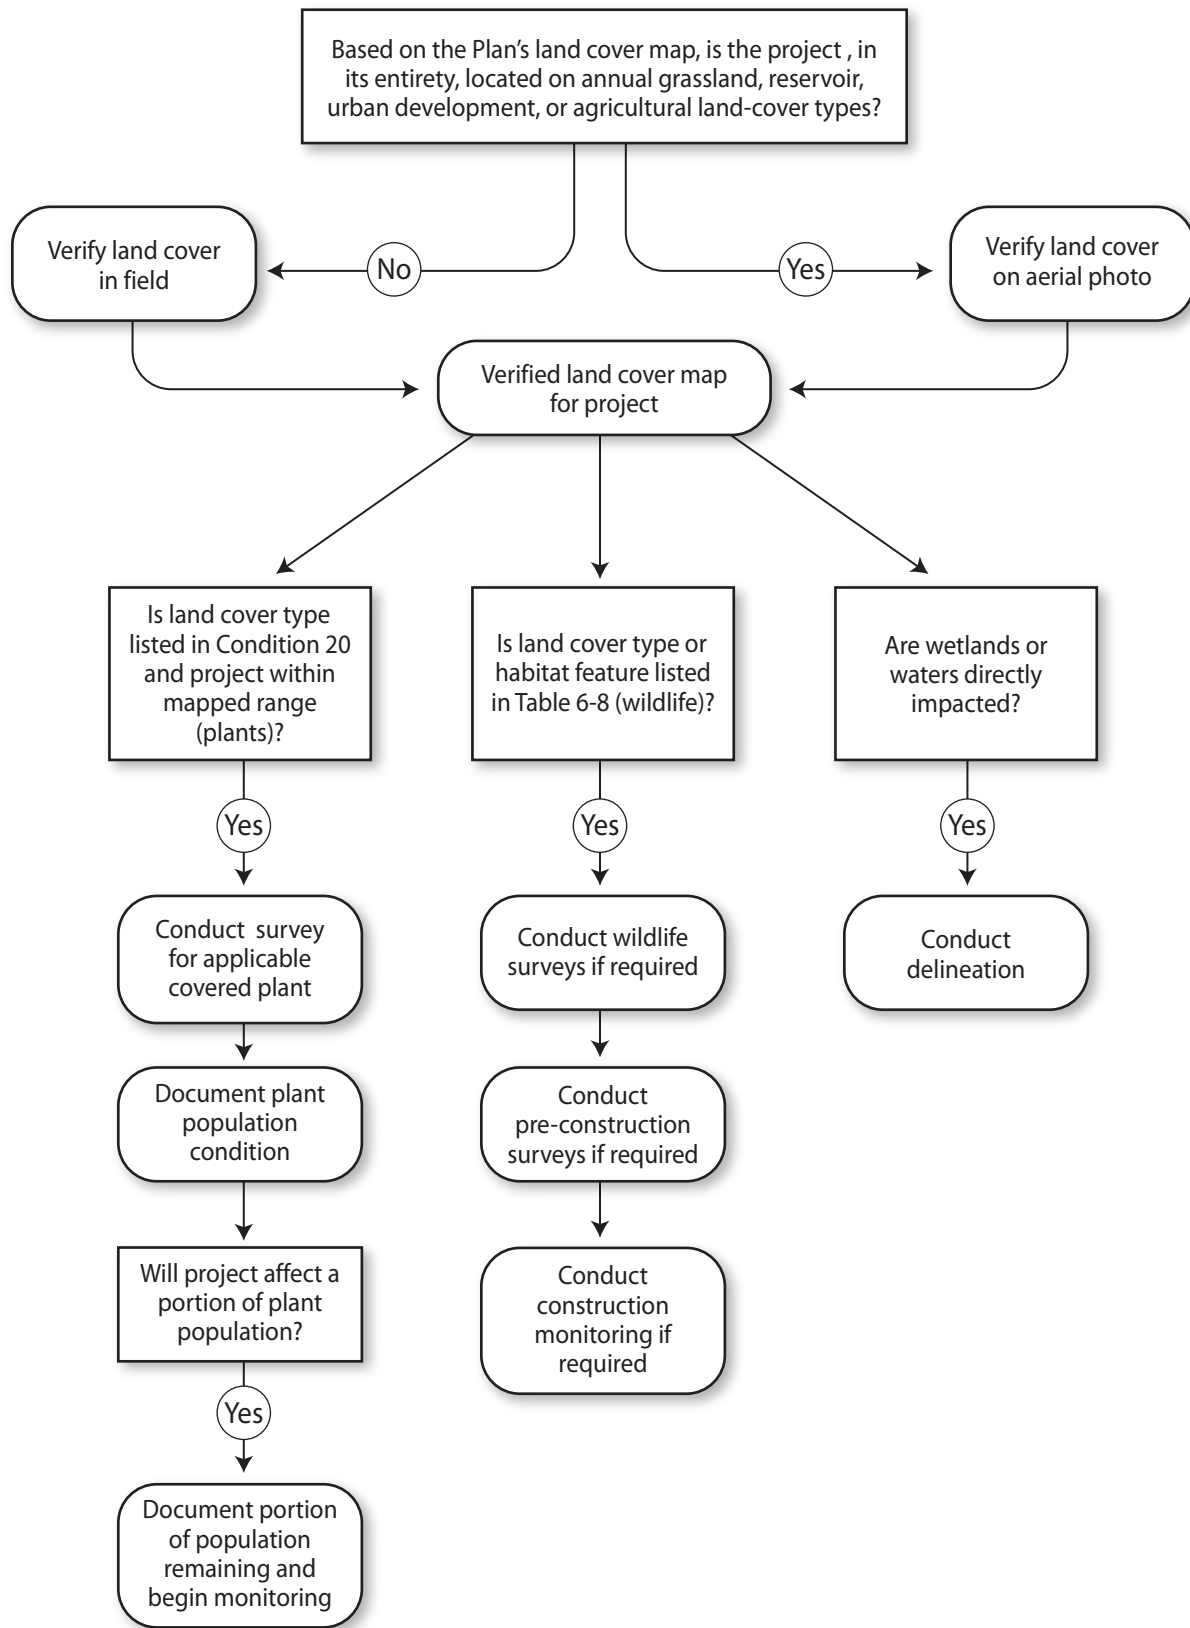 Based on the Plan’s land cover map, is the project , in
its entirety, located on annual grassland, reservoir,
urban development, or agricultural land-cover types?
Verify land cover
in field
No
Yes
Verify land cover
on aerial photo
Verified land cover map
for project
Is land cover type
listed in Condition 20
and project within
mapped range
(plants)?
Is land cover type or
habitat feature listed
in Table 6-8 (wildlife)?
Are wetlands or
waters directly
impacted?
Yes
Yes
Yes
Conduct survey
for applicable
covered plant
Conduct wildlife
surveys if required
Conduct
delineation
Document plant
population
condition
Conduct
pre-construction
surveys if required
Will project affect a
portion of plant
population?
Conduct
construction
monitoring if
required
Yes
Document portion
of population
remaining and
begin monitoring